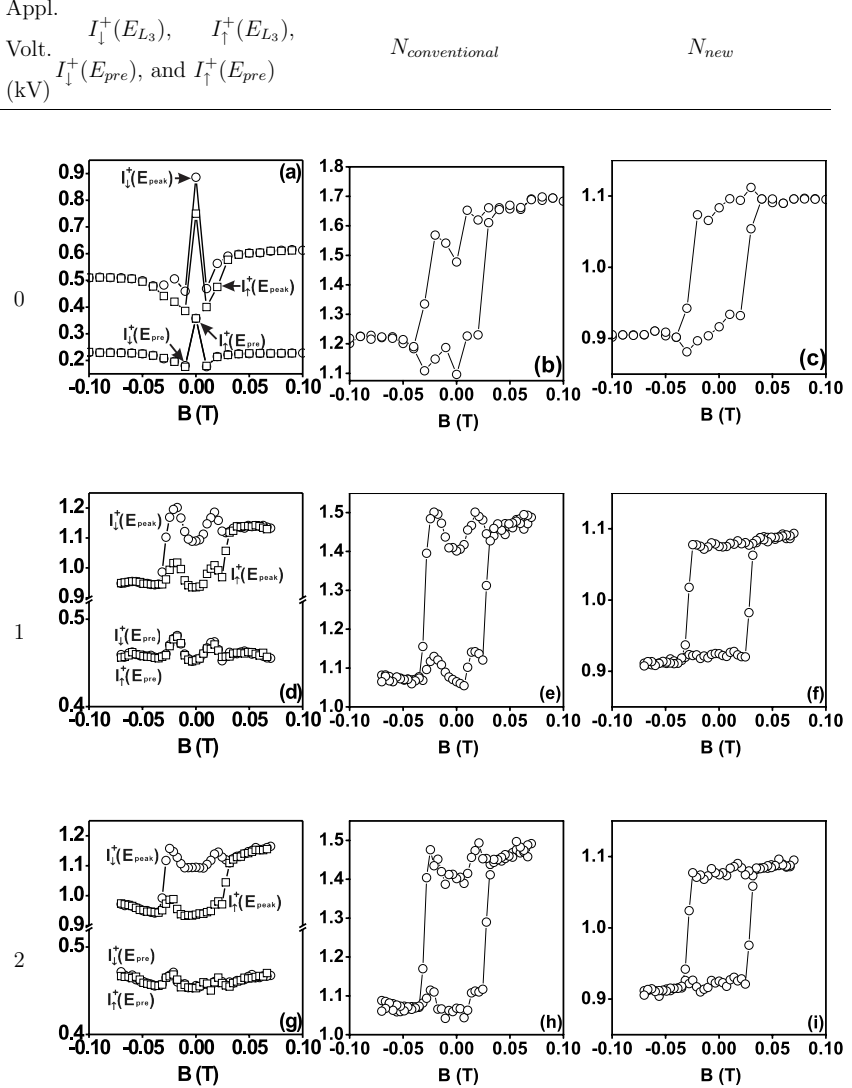 Appl.
Volt.
(kV)
I↓+(E_L3), I↑+(E_L3),
I↓+(E_pre), and I↑+(E_pre)
N_conventional
N_new
0
0.9
0.8
0.7
0.6
0.5
0.4
0.3
0.2
I↓+(Epeak)
I↑+(Epeak)
I↓+(Epre)
I↑+(Epre)
(a)
-0.10 -0.05 0.00 0.05 0.10
B (T)
1.8
1.7
1.6
1.5
1.4
1.3
1.2
1.1
(b)
-0.10 -0.05 0.00 0.05 0.10
B (T)
1.1
1.0
0.9
(c)
-0.10 -0.05 0.00 0.05 0.10
B (T)
1
1.2
1.1
1.0
0.9
0.5
0.4
I↓+(Epeak)
I↑+(Epeak)
I↓+(Epre)
I↑+(Epre)
(d)
-0.10 -0.05 0.00 0.05 0.10
B (T)
1.5
1.4
1.3
1.2
1.1
1.0
(e)
-0.10 -0.05 0.00 0.05 0.10
B (T)
1.1
1.0
0.9
(f)
-0.10 -0.05 0.00 0.05 0.10
B (T)
2
1.2
1.1
1.0
0.9
0.5
0.4
I↓+(Epeak)
I↑+(Epeak)
I↓+(Epre)
I↑+(Epre)
(g)
-0.10 -0.05 0.00 0.05 0.10
B (T)
1.5
1.4
1.3
1.2
1.1
1.0
(h)
-0.10 -0.05 0.00 0.05 0.10
B (T)
1.1
1.0
0.9
(i)
-0.10 -0.05 0.00 0.05 0.10
B (T)